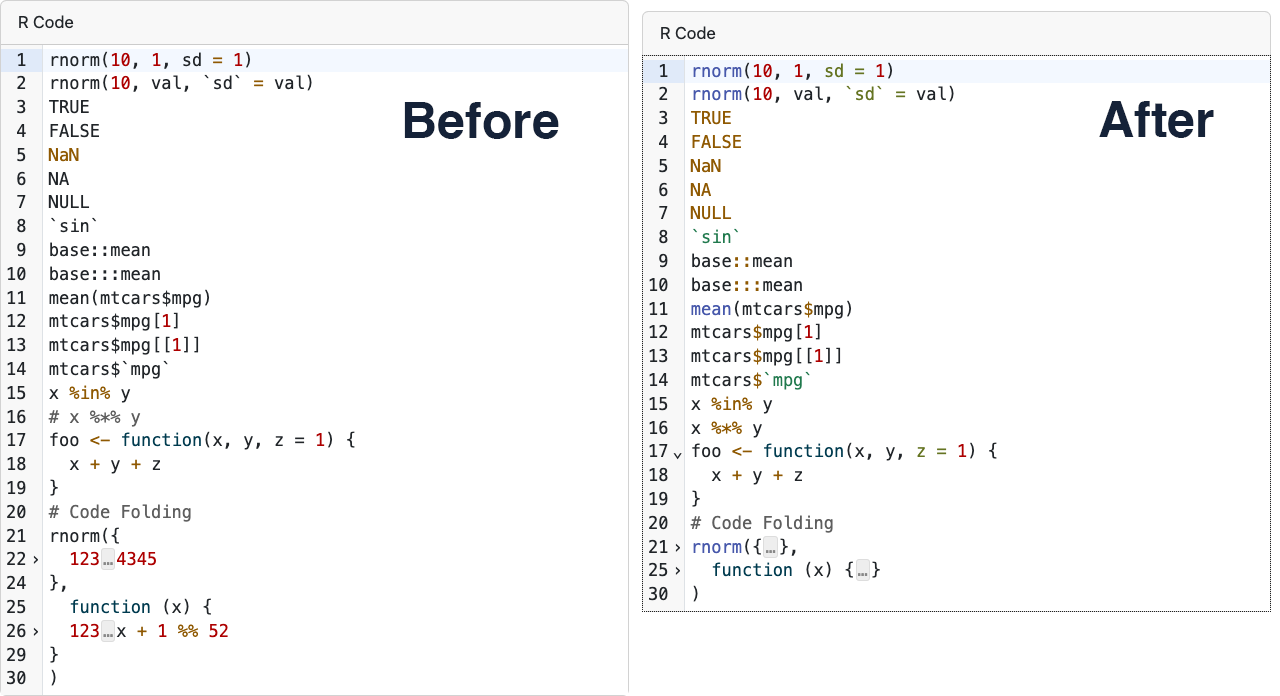 R Code
1 rnorm(10, 1, sd = 1)
2 rnorm(10, val, `sd` = val)
3 TRUE
4 FALSE
5 NaN
6 NA
7 NULL
8 `sin`
9 base::mean
10 base:::mean
11 mean(mtcars$mpg)
12 mtcars$mpg[1]
13 mtcars$mpg[[1]]
14 mtcars$`mpg`
15 x %in% y
16 # x %*% y
17 foo <- function(x, y, z = 1) {
18   x + y + z
19 }
20 # Code Folding
21 rnorm({
22 ›   123…4345
24 },
25   function (x) {
26 ›   123…x + 1 %% 52
29 }
30 )
Before
R Code
1 rnorm(10, 1, sd = 1)
2 rnorm(10, val, `sd` = val)
3 TRUE
4 FALSE
5 NaN
6 NA
7 NULL
8 `sin`
9 base::mean
10 base:::mean
11 mean(mtcars$mpg)
12 mtcars$mpg[1]
13 mtcars$mpg[[1]]
14 mtcars$`mpg`
15 x %in% y
16 x %*% y
17 ⌄ foo <- function(x, y, z = 1) {
18   x + y + z
19 }
20 # Code Folding
21 › rnorm({…},
25 ›   function (x) {…}
30 )
After